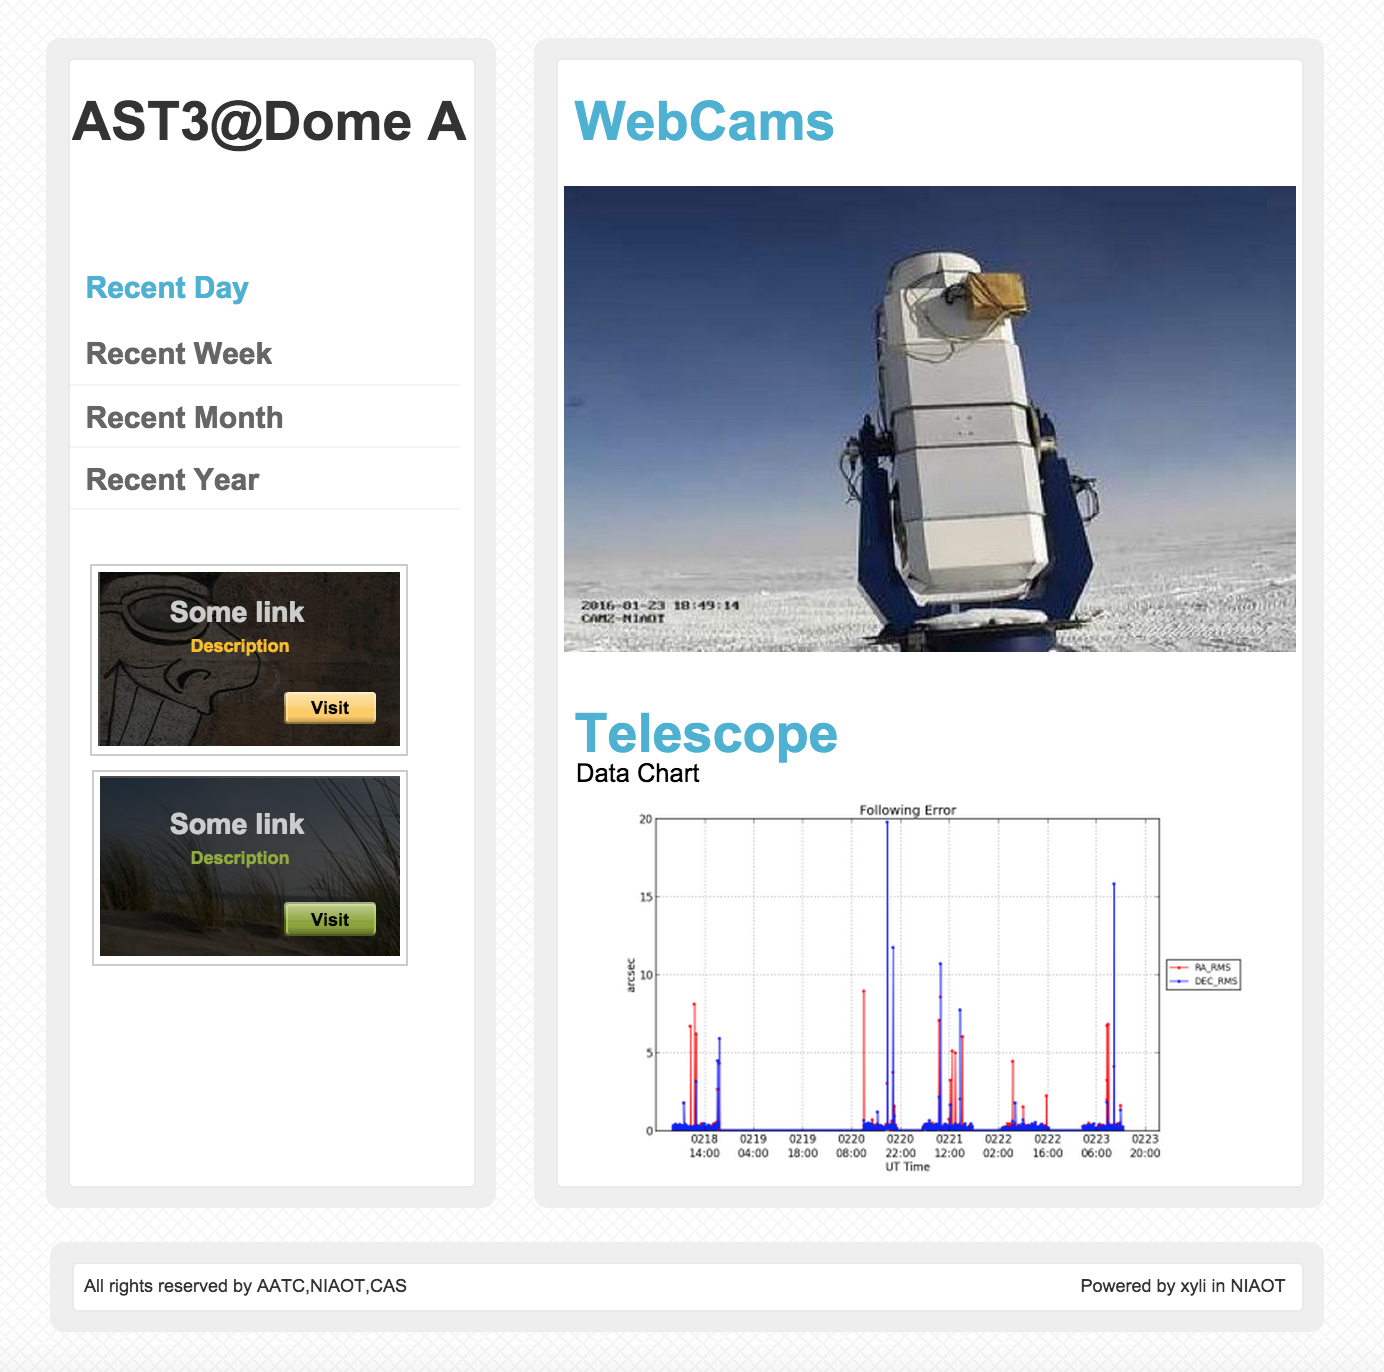 AST3@Dome A
Recent Day
Recent Week
Recent Month
Recent Year
Some link
Description
Visit
Some link
Description
Visit
WebCams
2016-01-23 18:49:14
CAM2-NIAOT
Telescope
Data Chart
Following Error
20
15
10
5
0
arcsec
RA_RMS
DEC_RMS
0218 0219 0219 0220 0220 0221 0222 0222 0223 0223
14:00 04:00 18:00 08:00 22:00 12:00 02:00 16:00 06:00 20:00
UT Time
All rights reserved by AATC,NIAOT,CAS
Powered by xyli in NIAOT